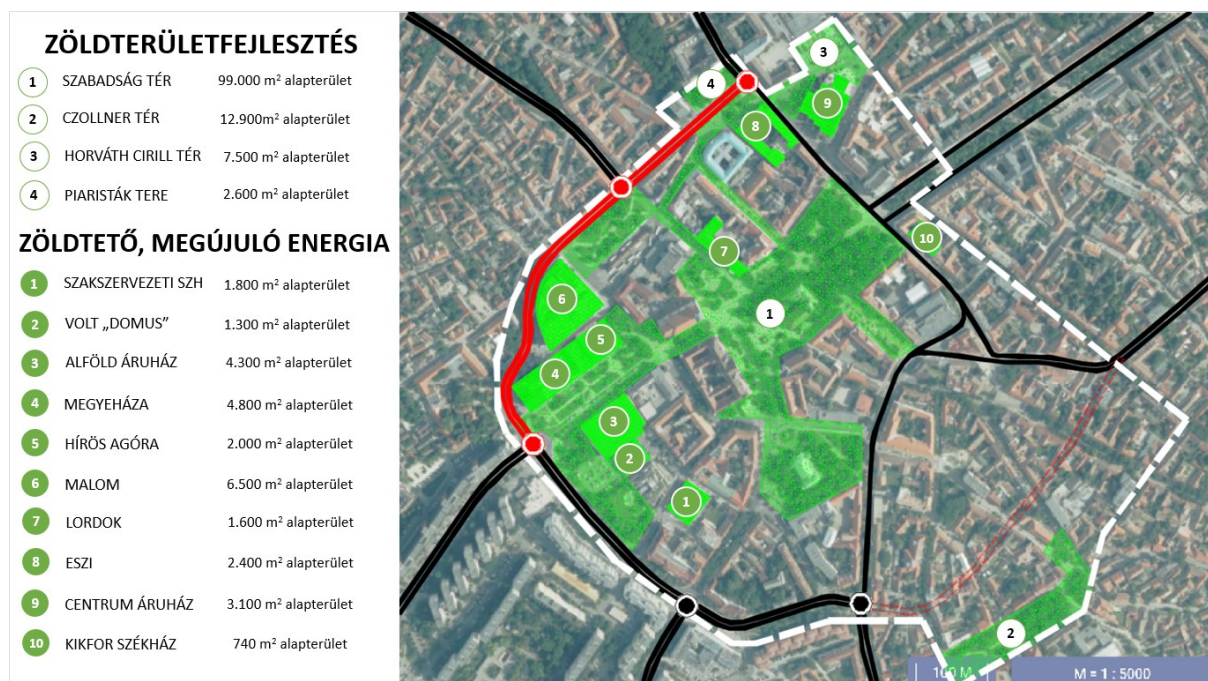 ZÖLDTERÜLETFEJLESZTÉS
1 SZABADSÁG TÉR 99.000 m² alapterület
2 CZOLLNER TÉR 12.900m² alapterület
3 HORVÁTH CIRILL TÉR 7.500 m² alapterület
4 PIARISTÁK TERE 2.600 m² alapterület
ZÖLDTETŐ, MEGÚJULÓ ENERGIA
1 SZAKSZERVEZETI SZH 1.800 m² alapterület
2 VOLT „DOMUS” 1.300 m² alapterület
3 ALFÖLD ÁRUHÁZ 4.300 m² alapterület
4 MEGYEHÁZA 4.800 m² alapterület
5 HÍRÖS AGÓRA 2.000 m² alapterület
6 MALOM 6.500 m² alapterület
7 LORDOK 1.600 m² alapterület
8 ESZI 2.400 m² alapterület
9 CENTRUM ÁRUHÁZ 3.100 m² alapterület
10 KIKFOR SZÉKHÁZ 740 m² alapterület
3
4
9
8
10
7
6
1
5
4
3
2
1
2
100 M M = 1 : 5000